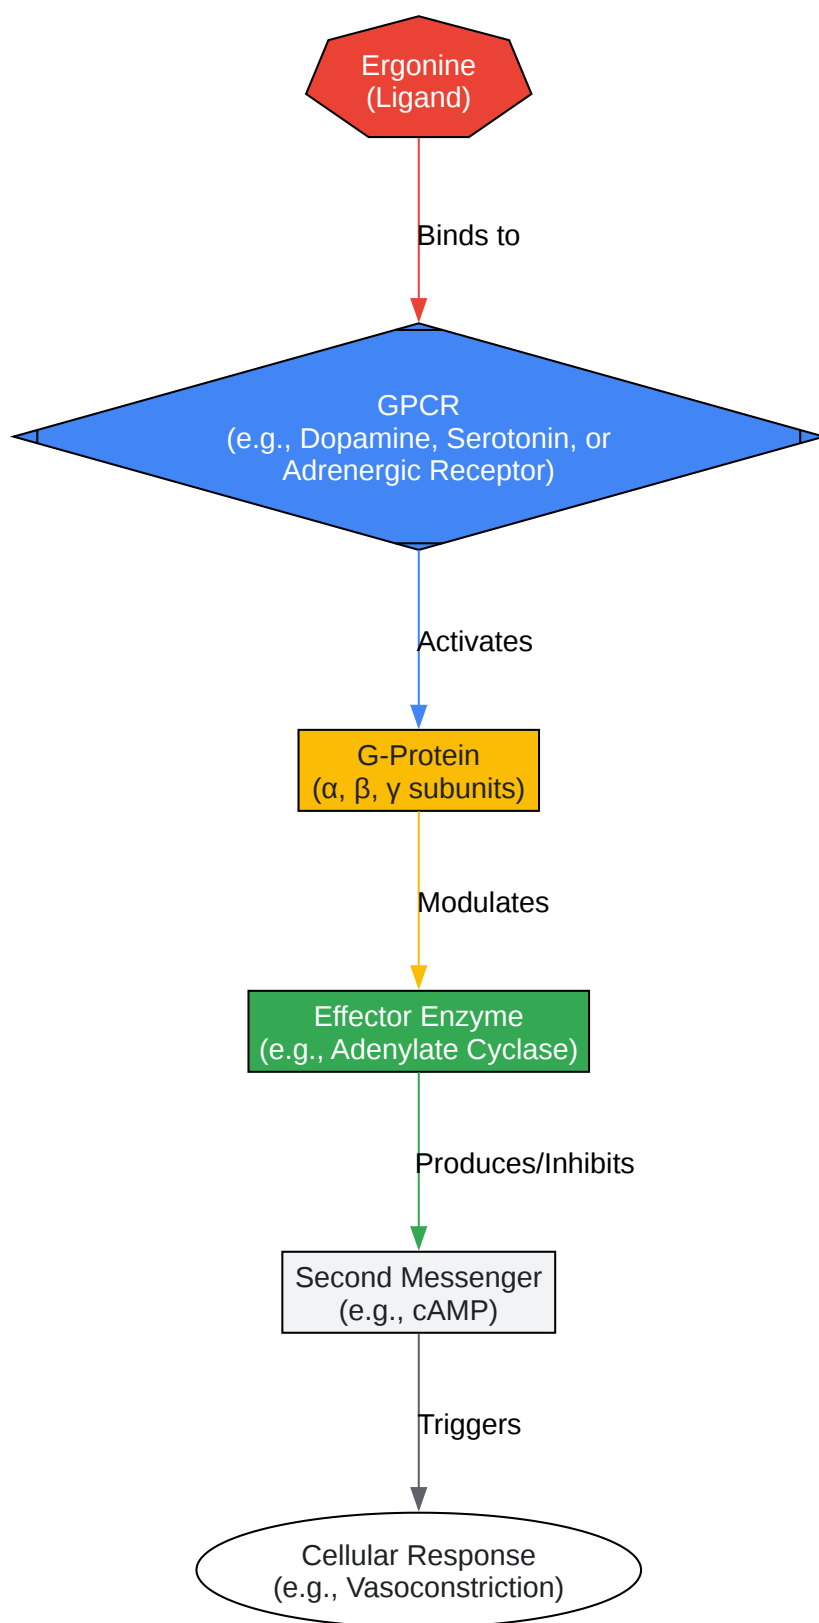 Ergonine
(Ligand)
Binds to
GPCR
(e.g., Dopamine, Serotonin, or
Adrenergic Receptor)
Activates
G-Protein
(α, β, γ subunits)
Modulates
Effector Enzyme
(e.g., Adenylate Cyclase)
Produces/Inhibits
Second Messenger
(e.g., cAMP)
Triggers
Cellular Response
(e.g., Vasoconstriction)